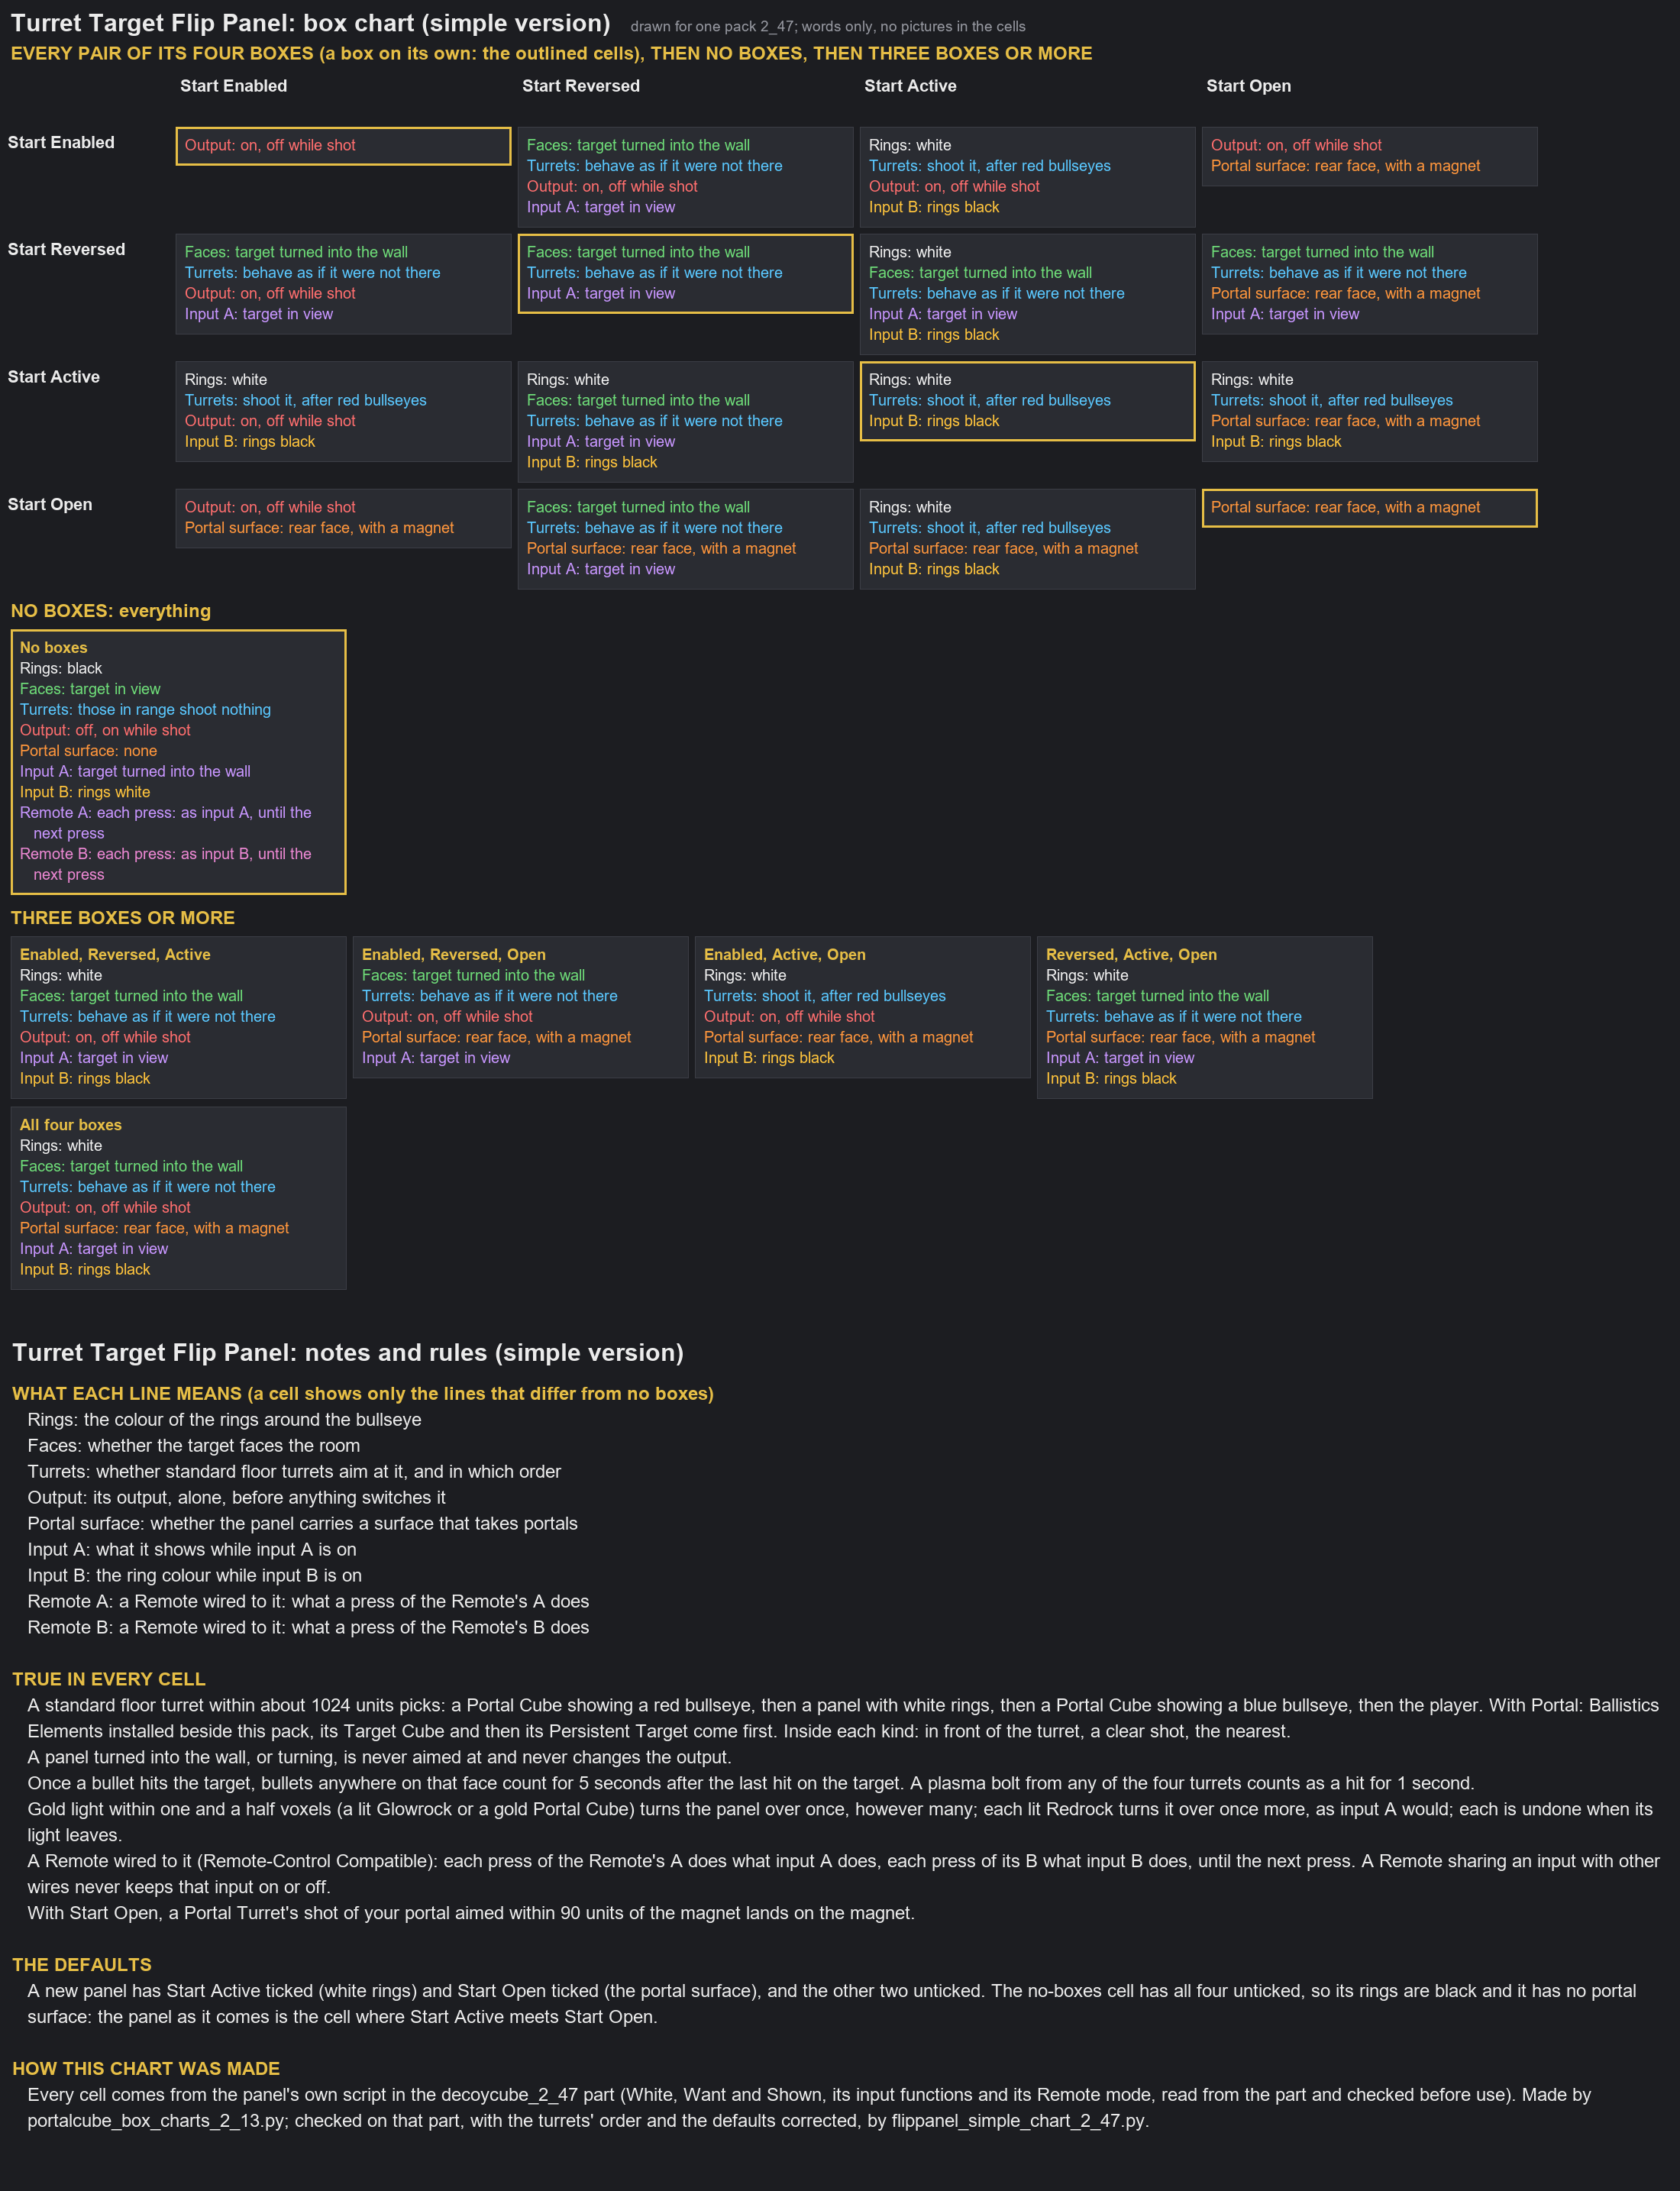 Turret Target Flip Panel: box chart (simple version) drawn for one pack 2_47; words only, no pictures in the cells
EVERY PAIR OF ITS FOUR BOXES (a box on its own: the outlined cells), THEN NO BOXES, THEN THREE BOXES OR MORE
Start Enabled
Start Reversed
Start Active
Start Open
Start Enabled
Output: on, off while shot
Faces: target turned into the wall
Turrets: behave as if it were not there
Output: on, off while shot
Input A: target in view
Rings: white
Turrets: shoot it, after red bullseyes
Output: on, off while shot
Input B: rings black
Output: on, off while shot
Portal surface: rear face, with a magnet
Start Reversed
Faces: target turned into the wall
Turrets: behave as if it were not there
Output: on, off while shot
Input A: target in view
Faces: target turned into the wall
Turrets: behave as if it were not there
Input A: target in view
Rings: white
Faces: target turned into the wall
Turrets: behave as if it were not there
Input A: target in view
Input B: rings black
Faces: target turned into the wall
Turrets: behave as if it were not there
Portal surface: rear face, with a magnet
Input A: target in view
Start Active
Rings: white
Turrets: shoot it, after red bullseyes
Output: on, off while shot
Input B: rings black
Rings: white
Faces: target turned into the wall
Turrets: behave as if it were not there
Input A: target in view
Input B: rings black
Rings: white
Turrets: shoot it, after red bullseyes
Input B: rings black
Rings: white
Turrets: shoot it, after red bullseyes
Portal surface: rear face, with a magnet
Input B: rings black
Start Open
Output: on, off while shot
Portal surface: rear face, with a magnet
Faces: target turned into the wall
Turrets: behave as if it were not there
Portal surface: rear face, with a magnet
Input A: target in view
Rings: white
Turrets: shoot it, after red bullseyes
Portal surface: rear face, with a magnet
Input B: rings black
Portal surface: rear face, with a magnet
NO BOXES: everything
No boxes
Rings: black
Faces: target in view
Turrets: those in range shoot nothing
Output: off, on while shot
Portal surface: none
Input A: target turned into the wall
Input B: rings white
Remote A: each press: as input A, until the
next press
Remote B: each press: as input B, until the
next press
THREE BOXES OR MORE
Enabled, Reversed, Active
Rings: white
Faces: target turned into the wall
Turrets: behave as if it were not there
Output: on, off while shot
Input A: target in view
Input B: rings black
Enabled, Reversed, Open
Faces: target turned into the wall
Turrets: behave as if it were not there
Output: on, off while shot
Portal surface: rear face, with a magnet
Input A: target in view
Enabled, Active, Open
Rings: white
Turrets: shoot it, after red bullseyes
Output: on, off while shot
Portal surface: rear face, with a magnet
Input B: rings black
Reversed, Active, Open
Rings: white
Faces: target turned into the wall
Turrets: behave as if it were not there
Portal surface: rear face, with a magnet
Input A: target in view
Input B: rings black
All four boxes
Rings: white
Faces: target turned into the wall
Turrets: behave as if it were not there
Output: on, off while shot
Portal surface: rear face, with a magnet
Input A: target in view
Input B: rings black
Turret Target Flip Panel: notes and rules (simple version)
WHAT EACH LINE MEANS (a cell shows only the lines that differ from no boxes)
Rings: the colour of the rings around the bullseye
Faces: whether the target faces the room
Turrets: whether standard floor turrets aim at it, and in which order
Output: its output, alone, before anything switches it
Portal surface: whether the panel carries a surface that takes portals
Input A: what it shows while input A is on
Input B: the ring colour while input B is on
Remote A: a Remote wired to it: what a press of the Remote's A does
Remote B: a Remote wired to it: what a press of the Remote's B does
TRUE IN EVERY CELL
A standard floor turret within about 1024 units picks: a Portal Cube showing a red bullseye, then a panel with white rings, then a Portal Cube showing a blue bullseye, then the player. With Portal: Ballistics
Elements installed beside this pack, its Target Cube and then its Persistent Target come first. Inside each kind: in front of the turret, a clear shot, the nearest.
A panel turned into the wall, or turning, is never aimed at and never changes the output.
Once a bullet hits the target, bullets anywhere on that face count for 5 seconds after the last hit on the target. A plasma bolt from any of the four turrets counts as a hit for 1 second.
Gold light within one and a half voxels (a lit Glowrock or a gold Portal Cube) turns the panel over once, however many; each lit Redrock turns it over once more, as input A would; each is undone when its
light leaves.
A Remote wired to it (Remote-Control Compatible): each press of the Remote's A does what input A does, each press of its B what input B does, until the next press. A Remote sharing an input with other
wires never keeps that input on or off.
With Start Open, a Portal Turret's shot of your portal aimed within 90 units of the magnet lands on the magnet.
THE DEFAULTS
A new panel has Start Active ticked (white rings) and Start Open ticked (the portal surface), and the other two unticked. The no-boxes cell has all four unticked, so its rings are black and it has no portal
surface: the panel as it comes is the cell where Start Active meets Start Open.
HOW THIS CHART WAS MADE
Every cell comes from the panel's own script in the decoycube_2_47 part (White, Want and Shown, its input functions and its Remote mode, read from the part and checked before use). Made by
portalcube_box_charts_2_13.py; checked on that part, with the turrets' order and the defaults corrected, by flippanel_simple_chart_2_47.py.